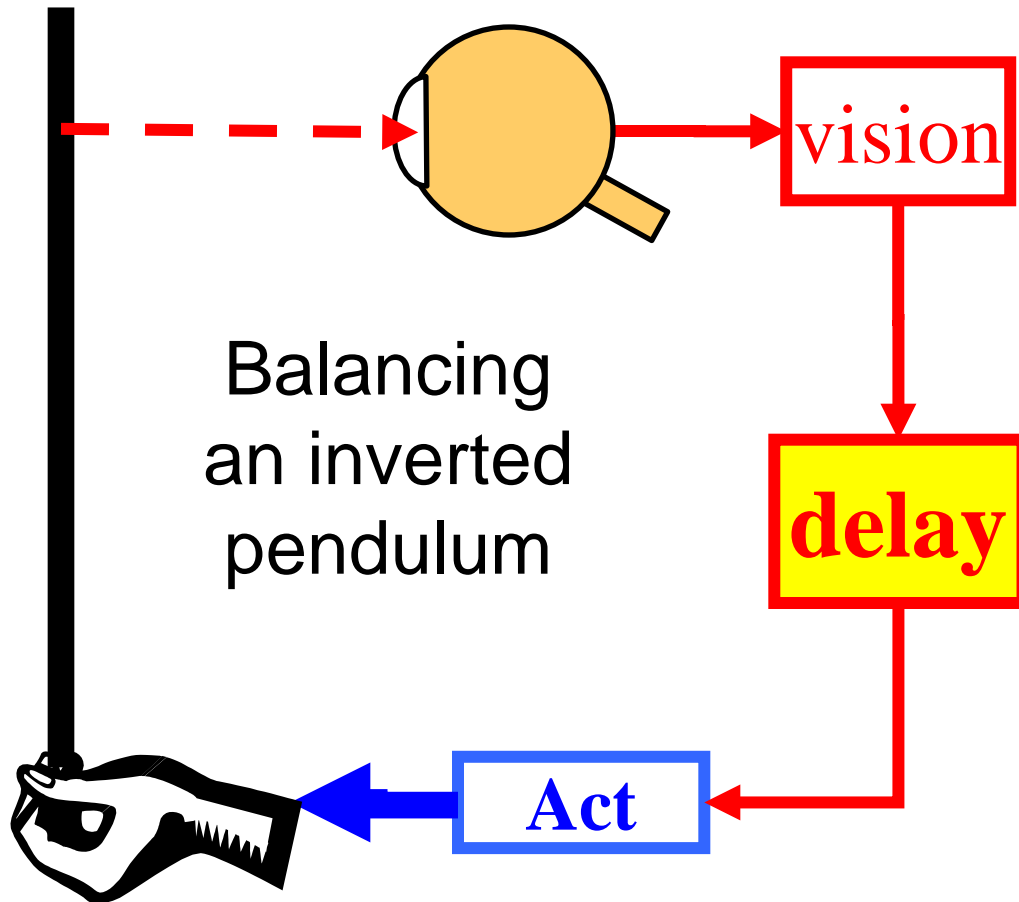 vision
Balancing
an inverted
pendulum
delay
Act